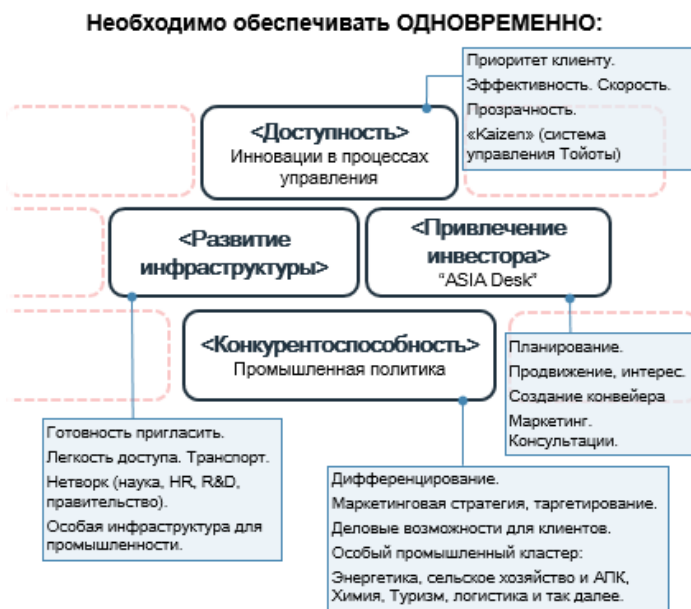 Необходимо обеспечивать ОДНОВРЕМЕННО:
Приоритет клиенту.
Эффективность. Скорость.
Прозрачность.
«Kaizen» (система
управления Тойоты)
<Доступность>
Инновации в процессах
управления
<Развитие
инфраструктуры>
<Привлечение
инвестора>
“ASIA Desk”
<Конкурентоспособность>
Промышленная политика
Планирование.
Продвижение, интерес.
Создание конвейера
Маркетинг.
Консультации.
Готовность пригласить.
Легкость доступа. Транспорт.
Нетворк (наука, HR, R&D,
правительство).
Особая инфраструктура для
промышленности.
Дифференцирование.
Маркетинговая стратегия, таргетирование.
Деловые возможности для клиентов.
Особый промышленный кластер:
Энергетика, сельское хозяйство и АПК,
Химия, Туризм, логистика и так далее.